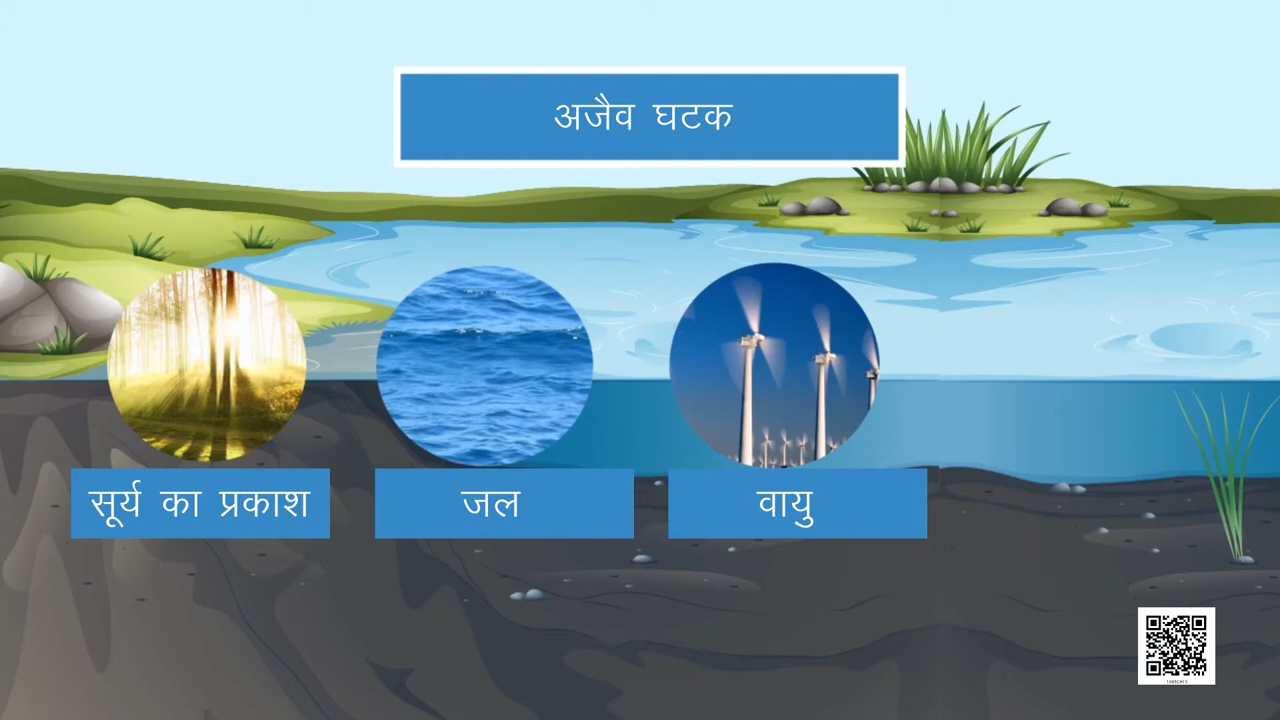 अजैव घटक
सूर्य का प्रकाश
जल
वायु